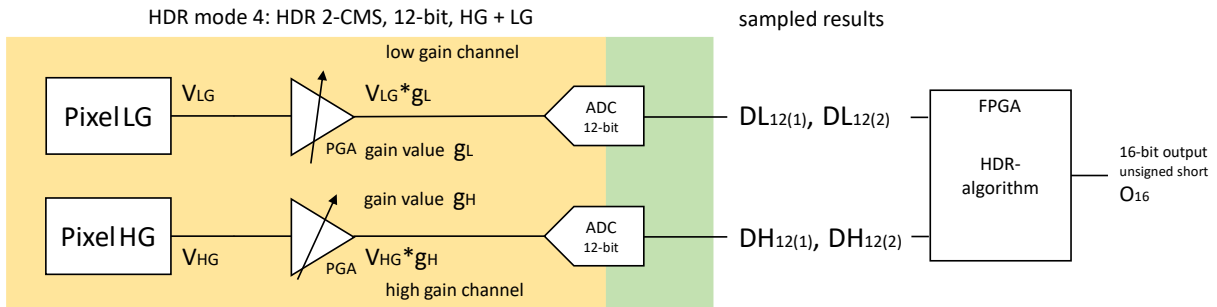 HDR mode 4: HDR 2-CMS, 12-bit, HG + LG
sampled results
low gain channel
Pixel LG
VLG
VLG*gL
PGA
gain value gL
ADC
12-bit
DL12(1), DL12(2)
FPGA
HDR-
algorithm
16-bit output
unsigned short
O16
gain value gH
Pixel HG
VHG
PGA
VHG*gH
ADC
12-bit
DH12(1), DH12(2)
high gain channel